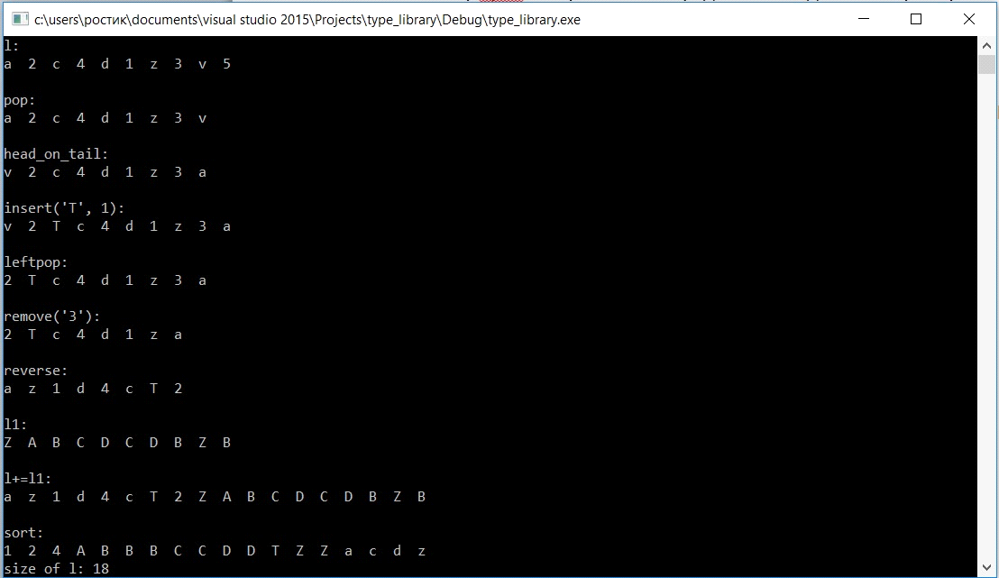 c:\users\ростик\documents\visual studio 2015\Projects\type_library\Debug\type_library.exe
l:
a 2 c 4 d 1 z 3 v 5
pop:
a 2 c 4 d 1 z 3 v
head_on_tail:
v 2 c 4 d 1 z 3 a
insert('T', 1):
v 2 T c 4 d 1 z 3 a
leftpop:
2 T c 4 d 1 z 3 a
remove('3'):
2 T c 4 d 1 z a
reverse:
a z 1 d 4 c T 2
l1:
Z A B C D C D B Z B
l+=l1:
a z 1 d 4 c T 2 Z A B C D C D B Z B
sort:
1 2 4 A B B B C C D D T Z Z a c d z
size of l: 18